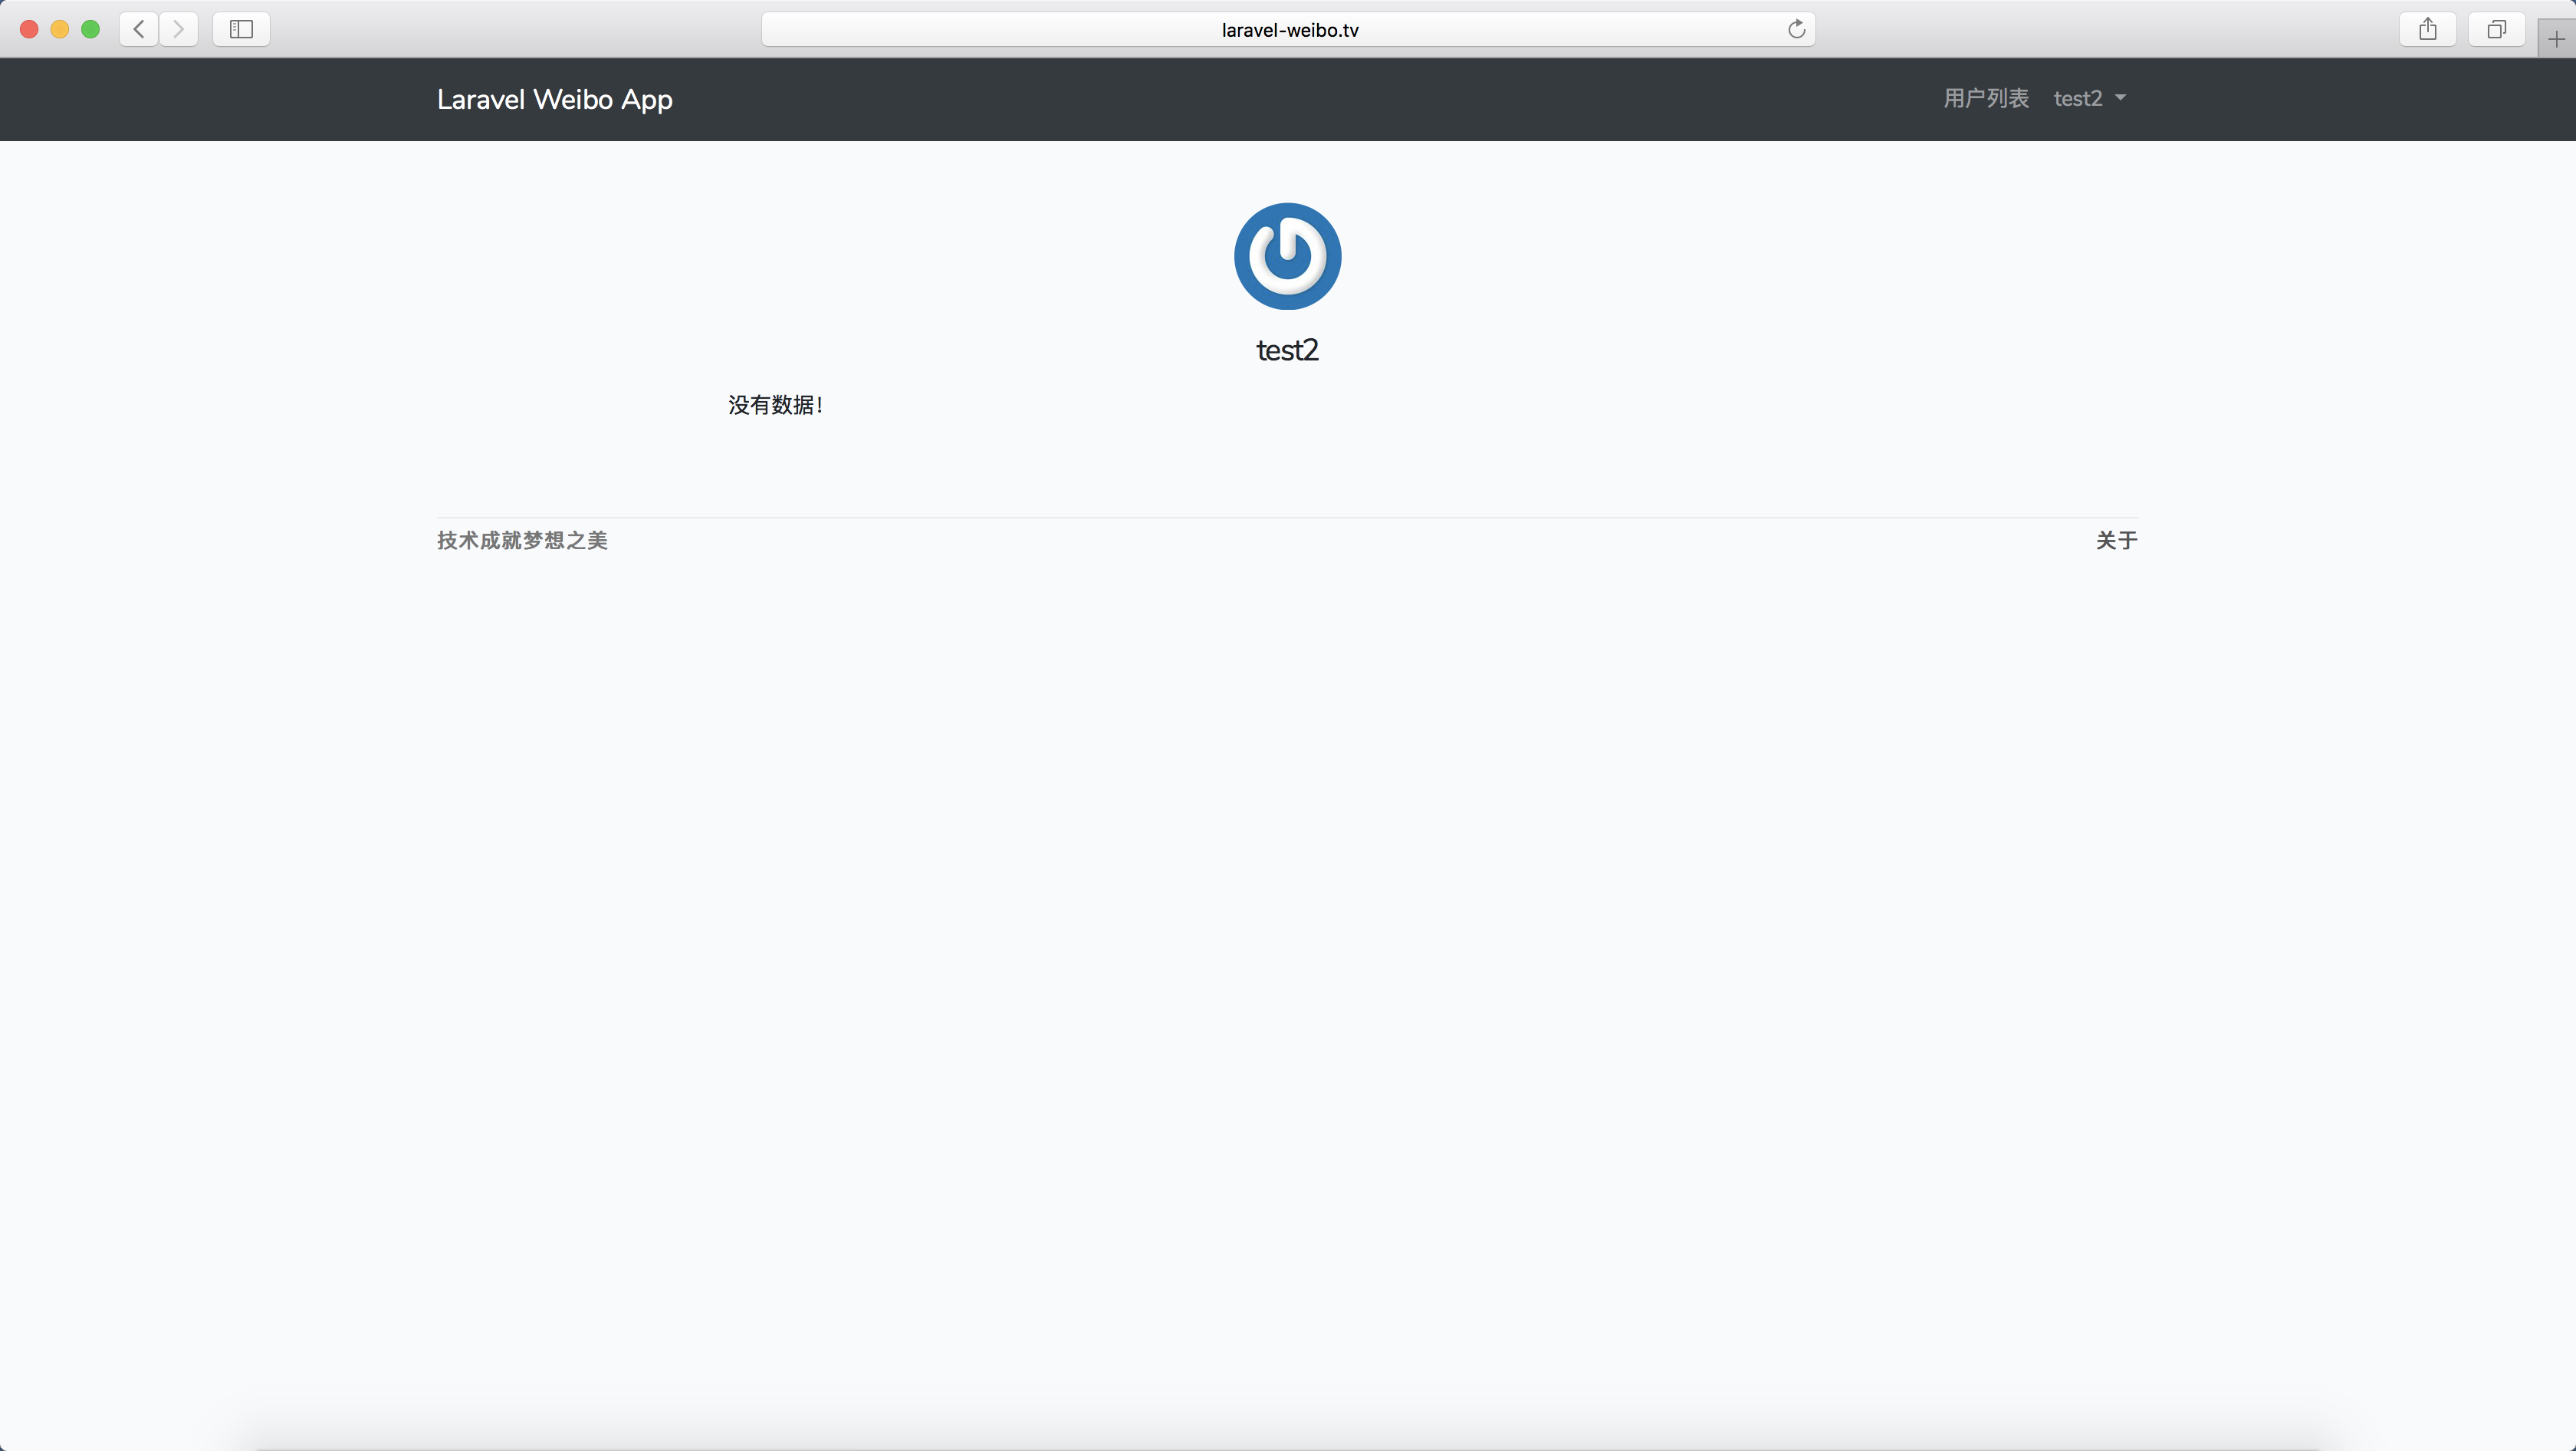 laravel-weibo.tv
Laravel Weibo App
用户列表 test2
test2
没有数据！
技术成就梦想之美
关于